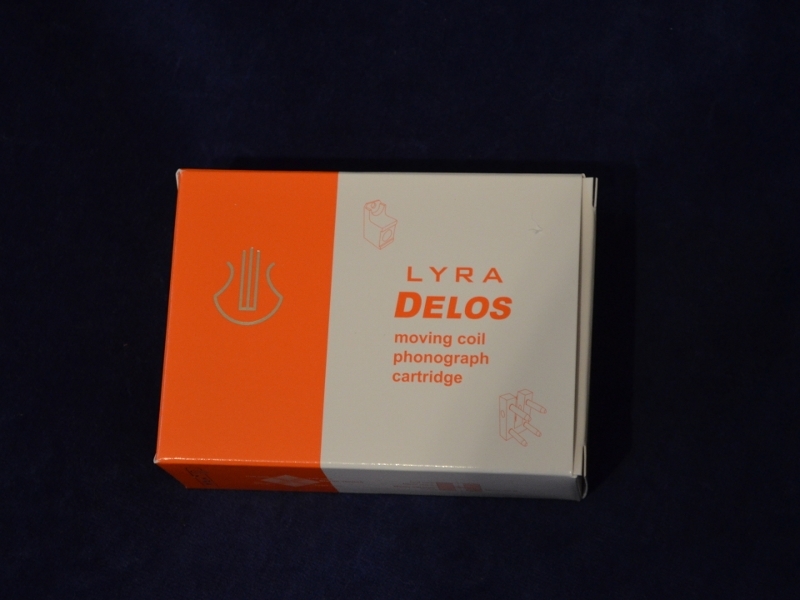 LYRA
DELOS
moving coil
phonograph
cartridge